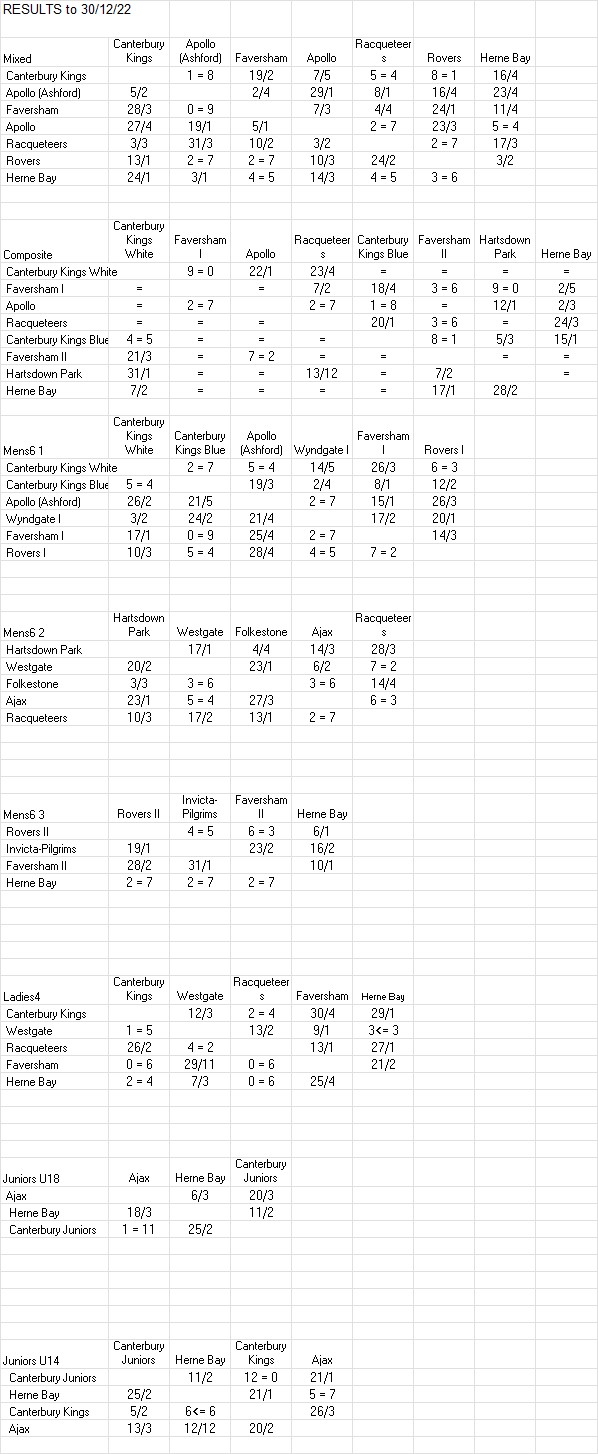 RESULTS to 30/12/22
Mixed Canterbury Kings Apollo (Ashford) Faversham Apollo Racqueteers Rovers Herne Bay
Canterbury Kings 1 = 8 19/2 7/5 5 = 4 8 = 1 16/4
Apollo (Ashford) 5/2 2/4 29/1 8/1 16/4 23/4
Faversham 28/3 0 = 9 7/3 4/4 24/1 11/4
Apollo 27/4 19/1 5/1 2 = 7 23/3 5 = 4
Racqueteers 3/3 31/3 10/2 3/2 2 = 7 17/3
Rovers 13/1 2 = 7 2 = 7 10/3 24/2 3/2
Herne Bay 24/1 3/1 4 = 5 14/3 4 = 5 3 = 6
Composite Canterbury Kings White Faversham I Apollo Racqueteers Canterbury Kings Blue Faversham II Hartsdown Park Herne Bay
Canterbury Kings White 9 = 0 22/1 23/4 = = = =
Faversham I = = 7/2 18/4 3 = 6 9 = 0 2/5
Apollo = 2 = 7 2 = 7 1 = 8 = 12/1 2/3
Racqueteers = = = 20/1 3 = 6 = 24/3
Canterbury Kings Blue 4 = 5 = = = 8 = 1 5/3 15/1
Faversham II 21/3 = 7 = 2 = = = =
Hartsdown Park 31/1 = = 13/12 = 7/2 =
Herne Bay 7/2 = = = = 17/1 28/2
Mens6 1 Canterbury Kings White Canterbury Kings Blue Apollo (Ashford) Wyndgate I Faversham I Rovers I
Canterbury Kings White 2 = 7 5 = 4 14/5 26/3 6 = 3
Canterbury Kings Blue 5 = 4 19/3 2/4 8/1 12/2
Apollo (Ashford) 26/2 21/5 2 = 7 15/1 26/3
Wyndgate I 3/2 24/2 21/4 17/2 20/1
Faversham I 17/1 0 = 9 25/4 2 = 7 14/3
Rovers I 10/3 5 = 4 28/4 4 = 5 7 = 2
Mens6 2 Hartsdown Park Westgate Folkestone Ajax Racqueteers
Hartsdown Park 17/1 4/4 14/3 28/3
Westgate 20/2 23/1 6/2 7 = 2
Folkestone 3/3 3 = 6 3 = 6 14/4
Ajax 23/1 5 = 4 27/3 6 = 3
Racqueteers 10/3 17/2 13/1 2 = 7
Mens6 3 Rovers II Invicta-Pilgrims Faversham II Herne Bay
Rovers II 4 = 5 6 = 3 6/1
Invicta-Pilgrims 19/1 23/2 16/2
Faversham II 28/2 31/1 10/1
Herne Bay 2 = 7 2 = 7 2 = 7
Ladies4 Canterbury Kings Westgate Racqueteers Faversham Herne Bay
Canterbury Kings 12/3 2 = 4 30/4 29/1
Westgate 1 = 5 13/2 9/1 3<= 3
Racqueteers 26/2 4 = 2 13/1 27/1
Faversham 0 = 6 29/11 0 = 6 21/2
Herne Bay 2 = 4 7/3 0 = 6 25/4
Juniors U18 Ajax Herne Bay Canterbury Juniors
Ajax 6/3 20/3
Herne Bay 18/3 11/2
Canterbury Juniors 1 = 11 25/2
Juniors U14 Canterbury Juniors Herne Bay Canterbury Kings Ajax
Canterbury Juniors 11/2 12 = 0 21/1
Herne Bay 25/2 21/1 5 = 7
Canterbury Kings 5/2 6<= 6 26/3
Ajax 13/3 12/12 20/2